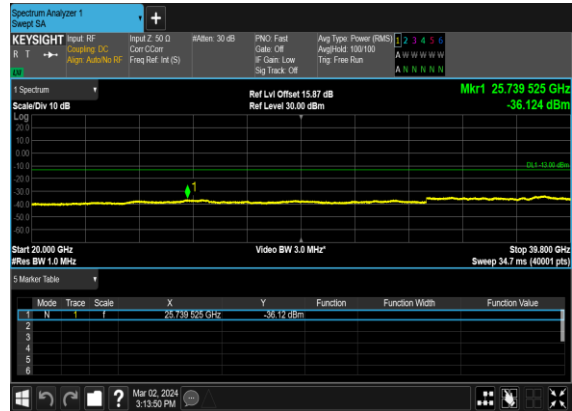 Spectrum Analyzer 1
Swept SA
+
KEYSIGHT Input: RF Input Z: 50 Ω #Atten: 30 dB PNO: Fast Avg Type: Power (RMS) 1 2 3 4 5 6
R T Coupling: DC Corr CCorr Gate: Off Avg|Hold: 100/100 A W W W W W
Align: Auto/No RF Freq Ref: Int (S) IF Gain: Low Trig: Free Run
LW Sig Track: Off A N N N N N
1 Spectrum Ref Lvl Offset 15.87 dB Mkr1 25.739 525 GHz
Scale/Div 10 dB Ref Level 30.00 dBm -36.124 dBm
Log
20.0
10.0
0.00
-10.0
DL1 -13.00 dBm
-20.0
-30.0
1
-40.0
-50.0
-60.0
Start 20.000 GHz Video BW 3.0 MHz* Stop 39.800 GHz
#Res BW 1.0 MHz Sweep 34.7 ms (40001 pts)
5 Marker Table
Mode Trace Scale X Y Function Function Width Function Value
1 N 1 f 25.739 525 GHz -36.12 dBm
2
3
4
5
6
? Mar 02, 2024
3:13:50 PM